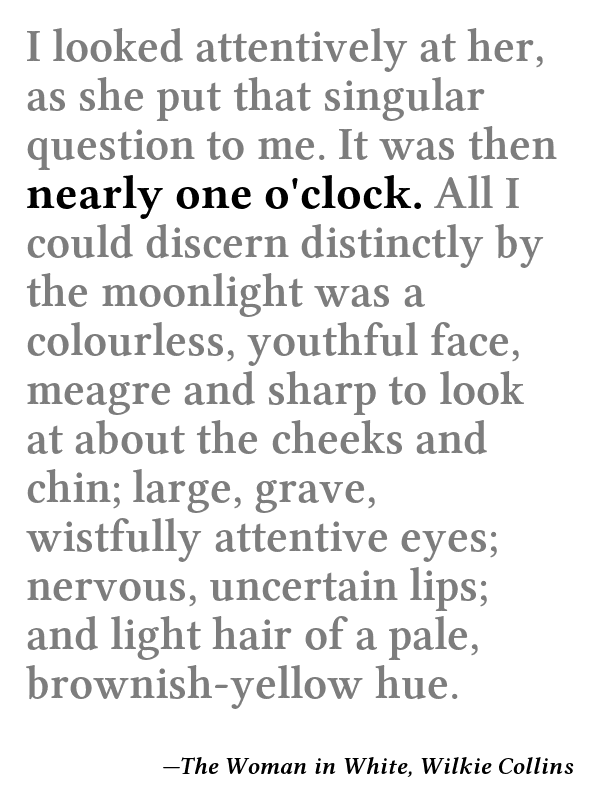 I looked attentively at her,
as she put that singular
question to me. It was then
nearly one o'clock. All I
could discern distinctly by
the moonlight was a
colourless, youthful face,
meagre and sharp to look
at about the cheeks and
chin; large, grave,
wistfully attentive eyes;
nervous, uncertain lips;
and light hair of a pale,
brownish-yellow hue.
—The Woman in White, Wilkie Collins